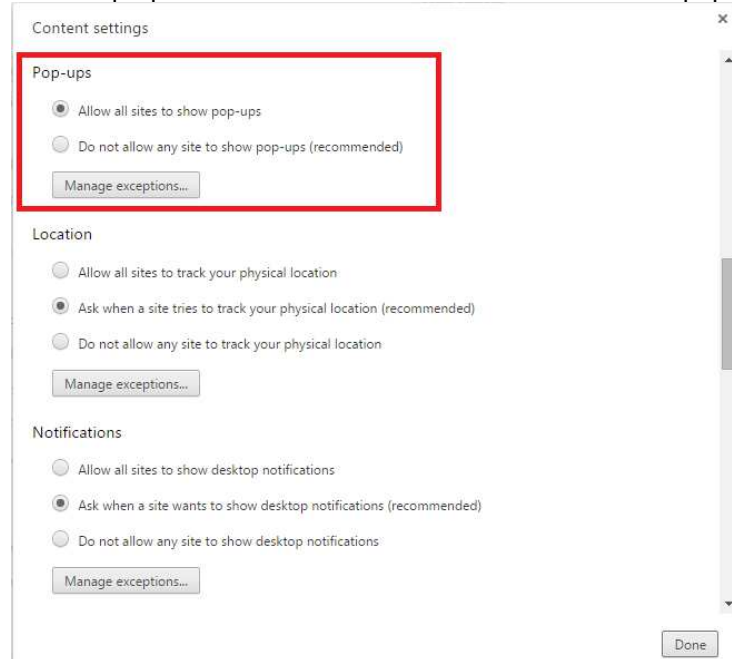 Content settings
Pop-ups
Allow all sites to show pop-ups
Do not allow any site to show pop-ups (recommended)
Manage exceptions...
Location
Allow all sites to track your physical location
Ask when a site tries to track your physical location (recommended)
Do not allow any site to track your physical location
Manage exceptions...
Notifications
Allow all sites to show desktop notifications
Ask when a site wants to show desktop notifications (recommended)
Do not allow any site to show desktop notifications
Manage exceptions...
Done